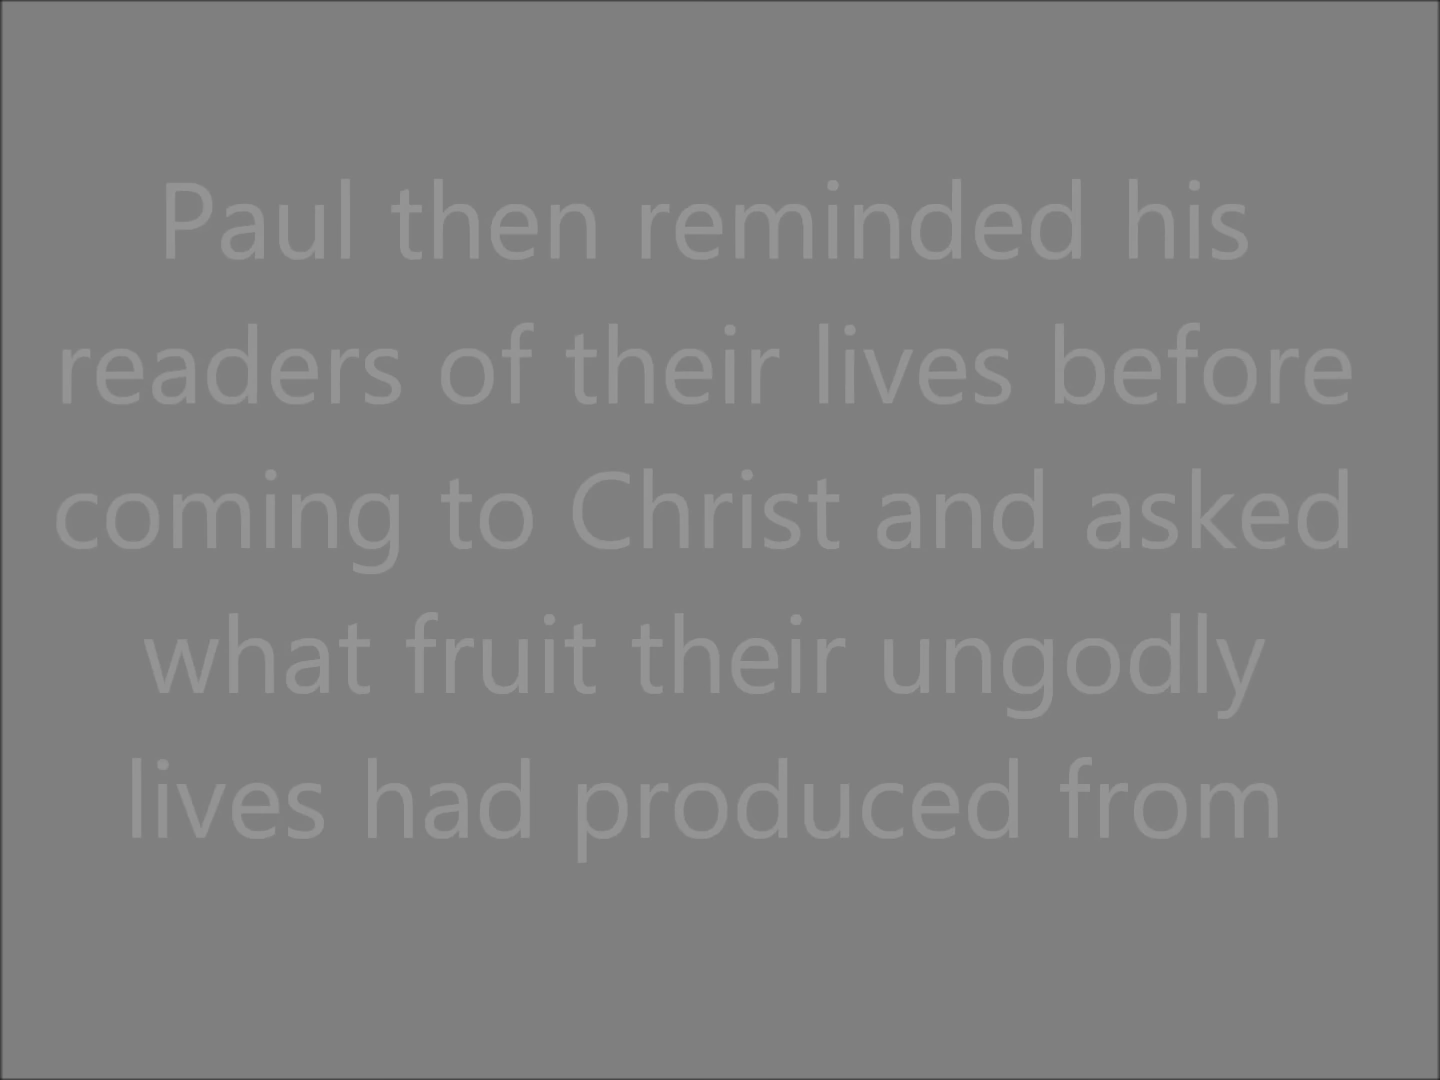 Paul then reminded his
readers of their lives before
coming to Christ and asked
what fruit their ungodly
lives had produced from